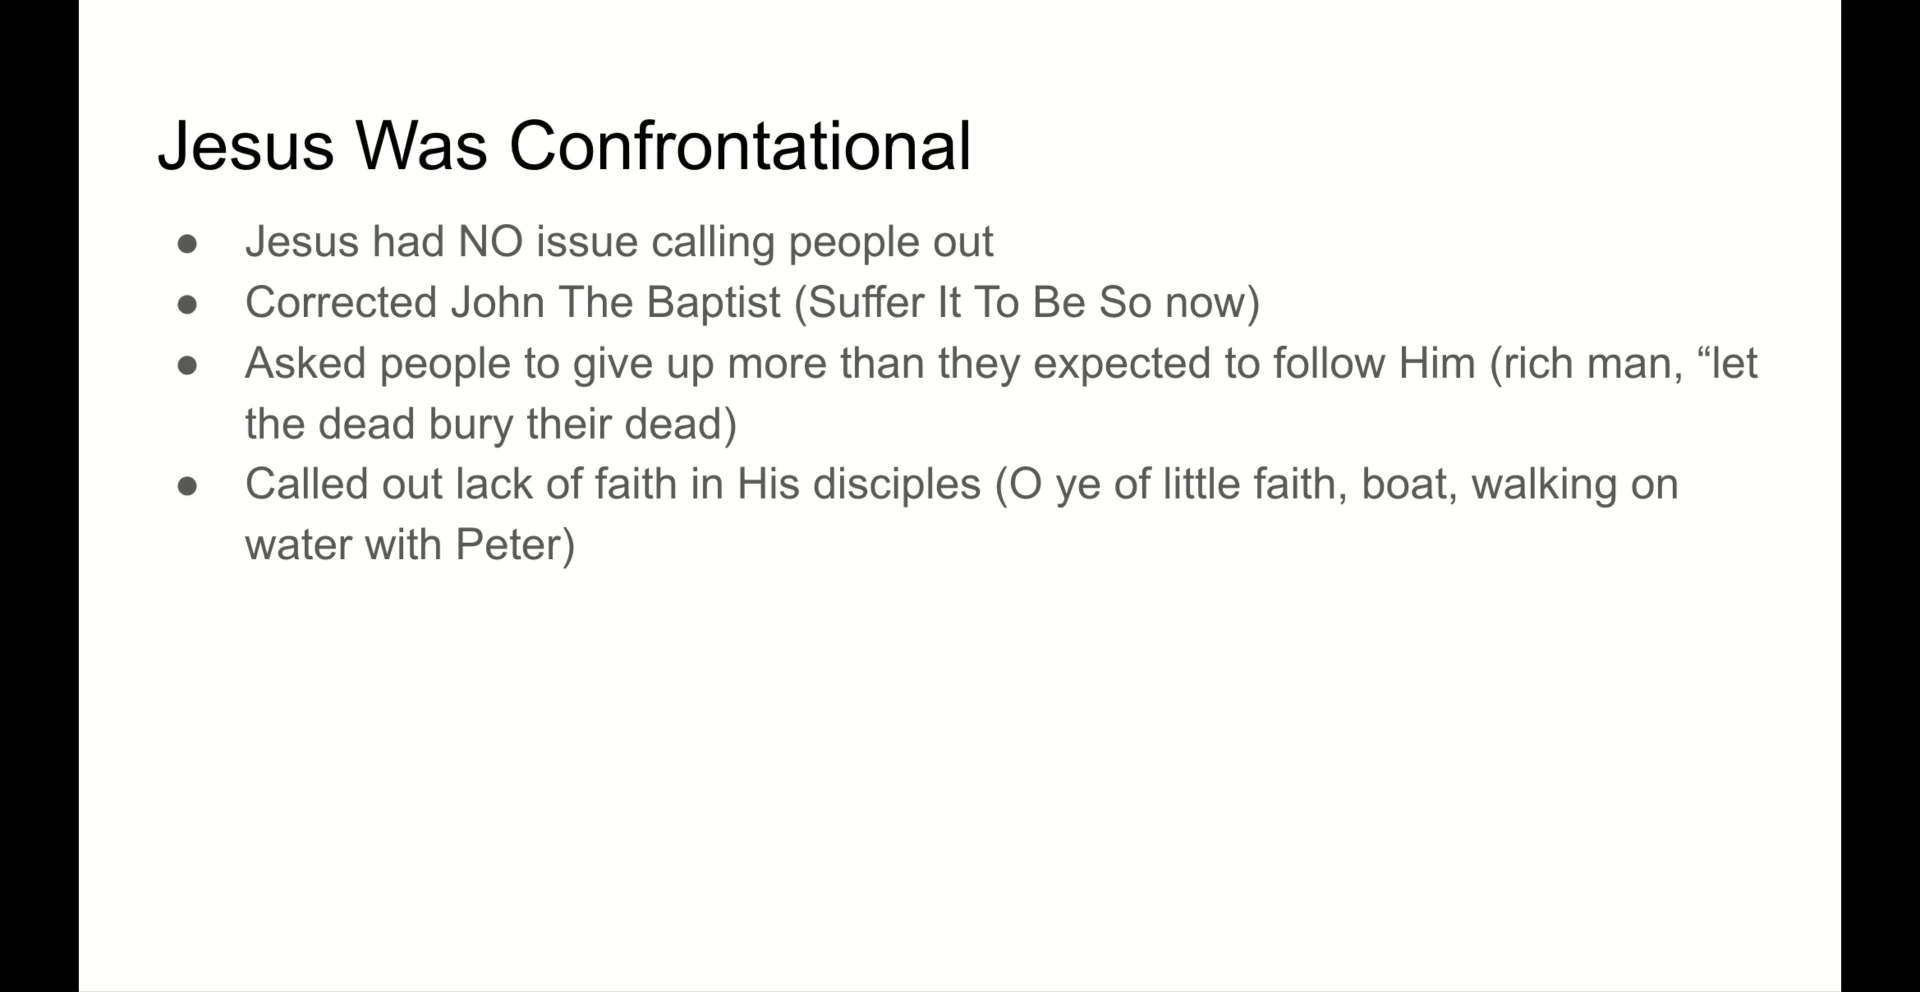 Jesus Was Confrontational
● Jesus had NO issue calling people out
● Corrected John The Baptist (Suffer It To Be So now)
● Asked people to give up more than they expected to follow Him (rich man, “let
the dead bury their dead)
● Called out lack of faith in His disciples (O ye of little faith, boat, walking on
water with Peter)